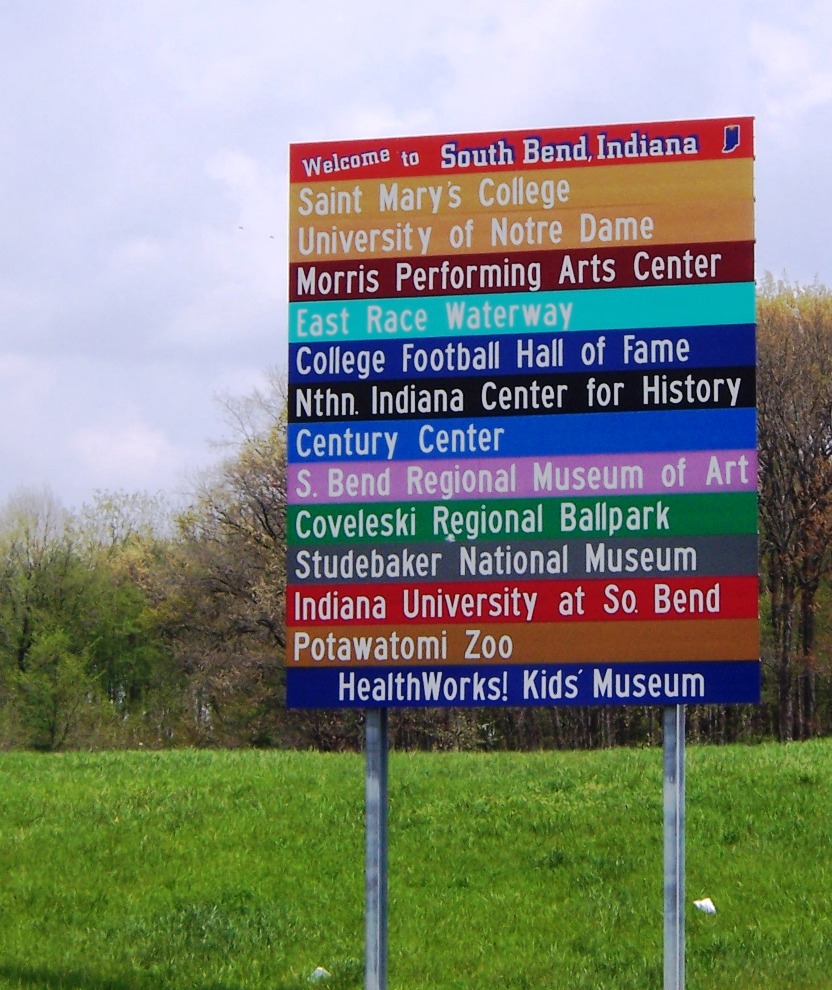 Welcome to South Bend, Indiana
Saint Mary's College
University of Notre Dame
Morris Performing Arts Center
East Race Waterway
College Football Hall of Fame
Nthn. Indiana Center for History
Century Center
S. Bend Regional Museum of Art
Coveleski Regional Ballpark
Studebaker National Museum
Indiana University at So. Bend
Potawatomi Zoo
HealthWorks! Kids' Museum